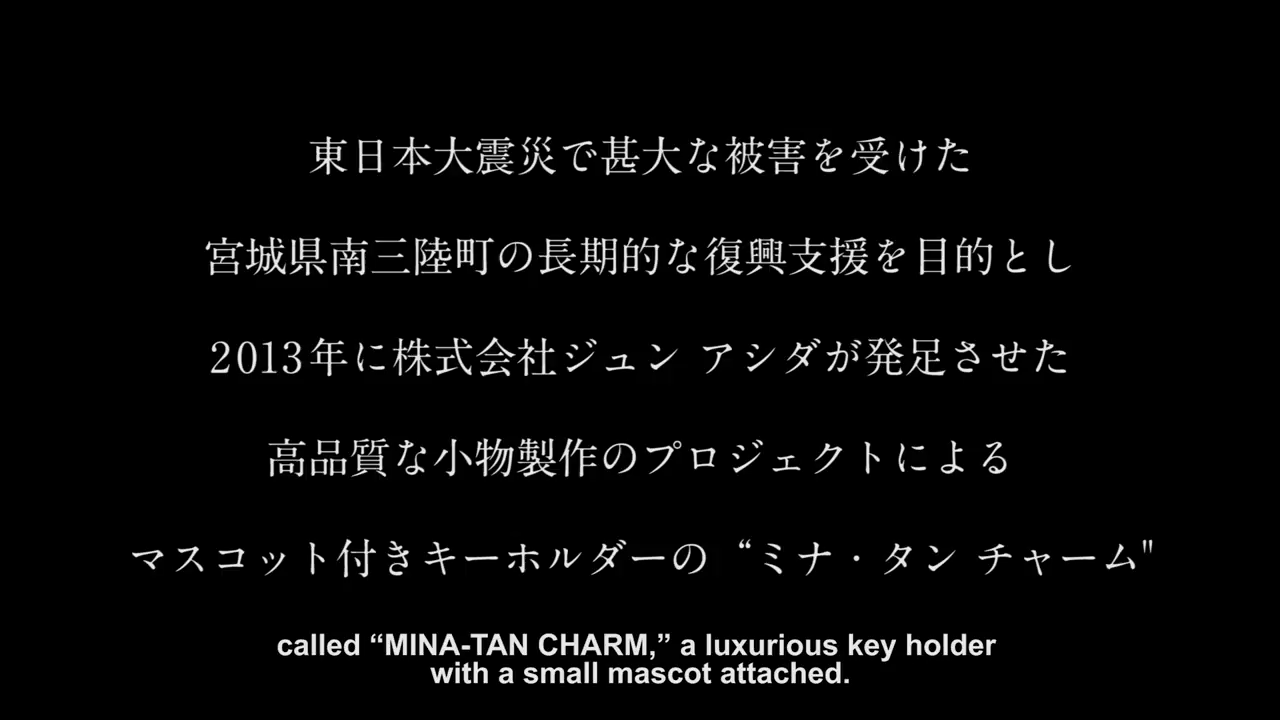 東日本大震災で甚大な被害を受けた
宮城県南三陸町の長期的な復興支援を目的とし
2013年に株式会社ジュン アシダが発足させた
高品質な小物製作のプロジェクトによる
マスコット付きキーホルダーの “ミナ・タン チャーム"
called “MINA-TAN CHARM,” a luxurious key holder
with a small mascot attached.